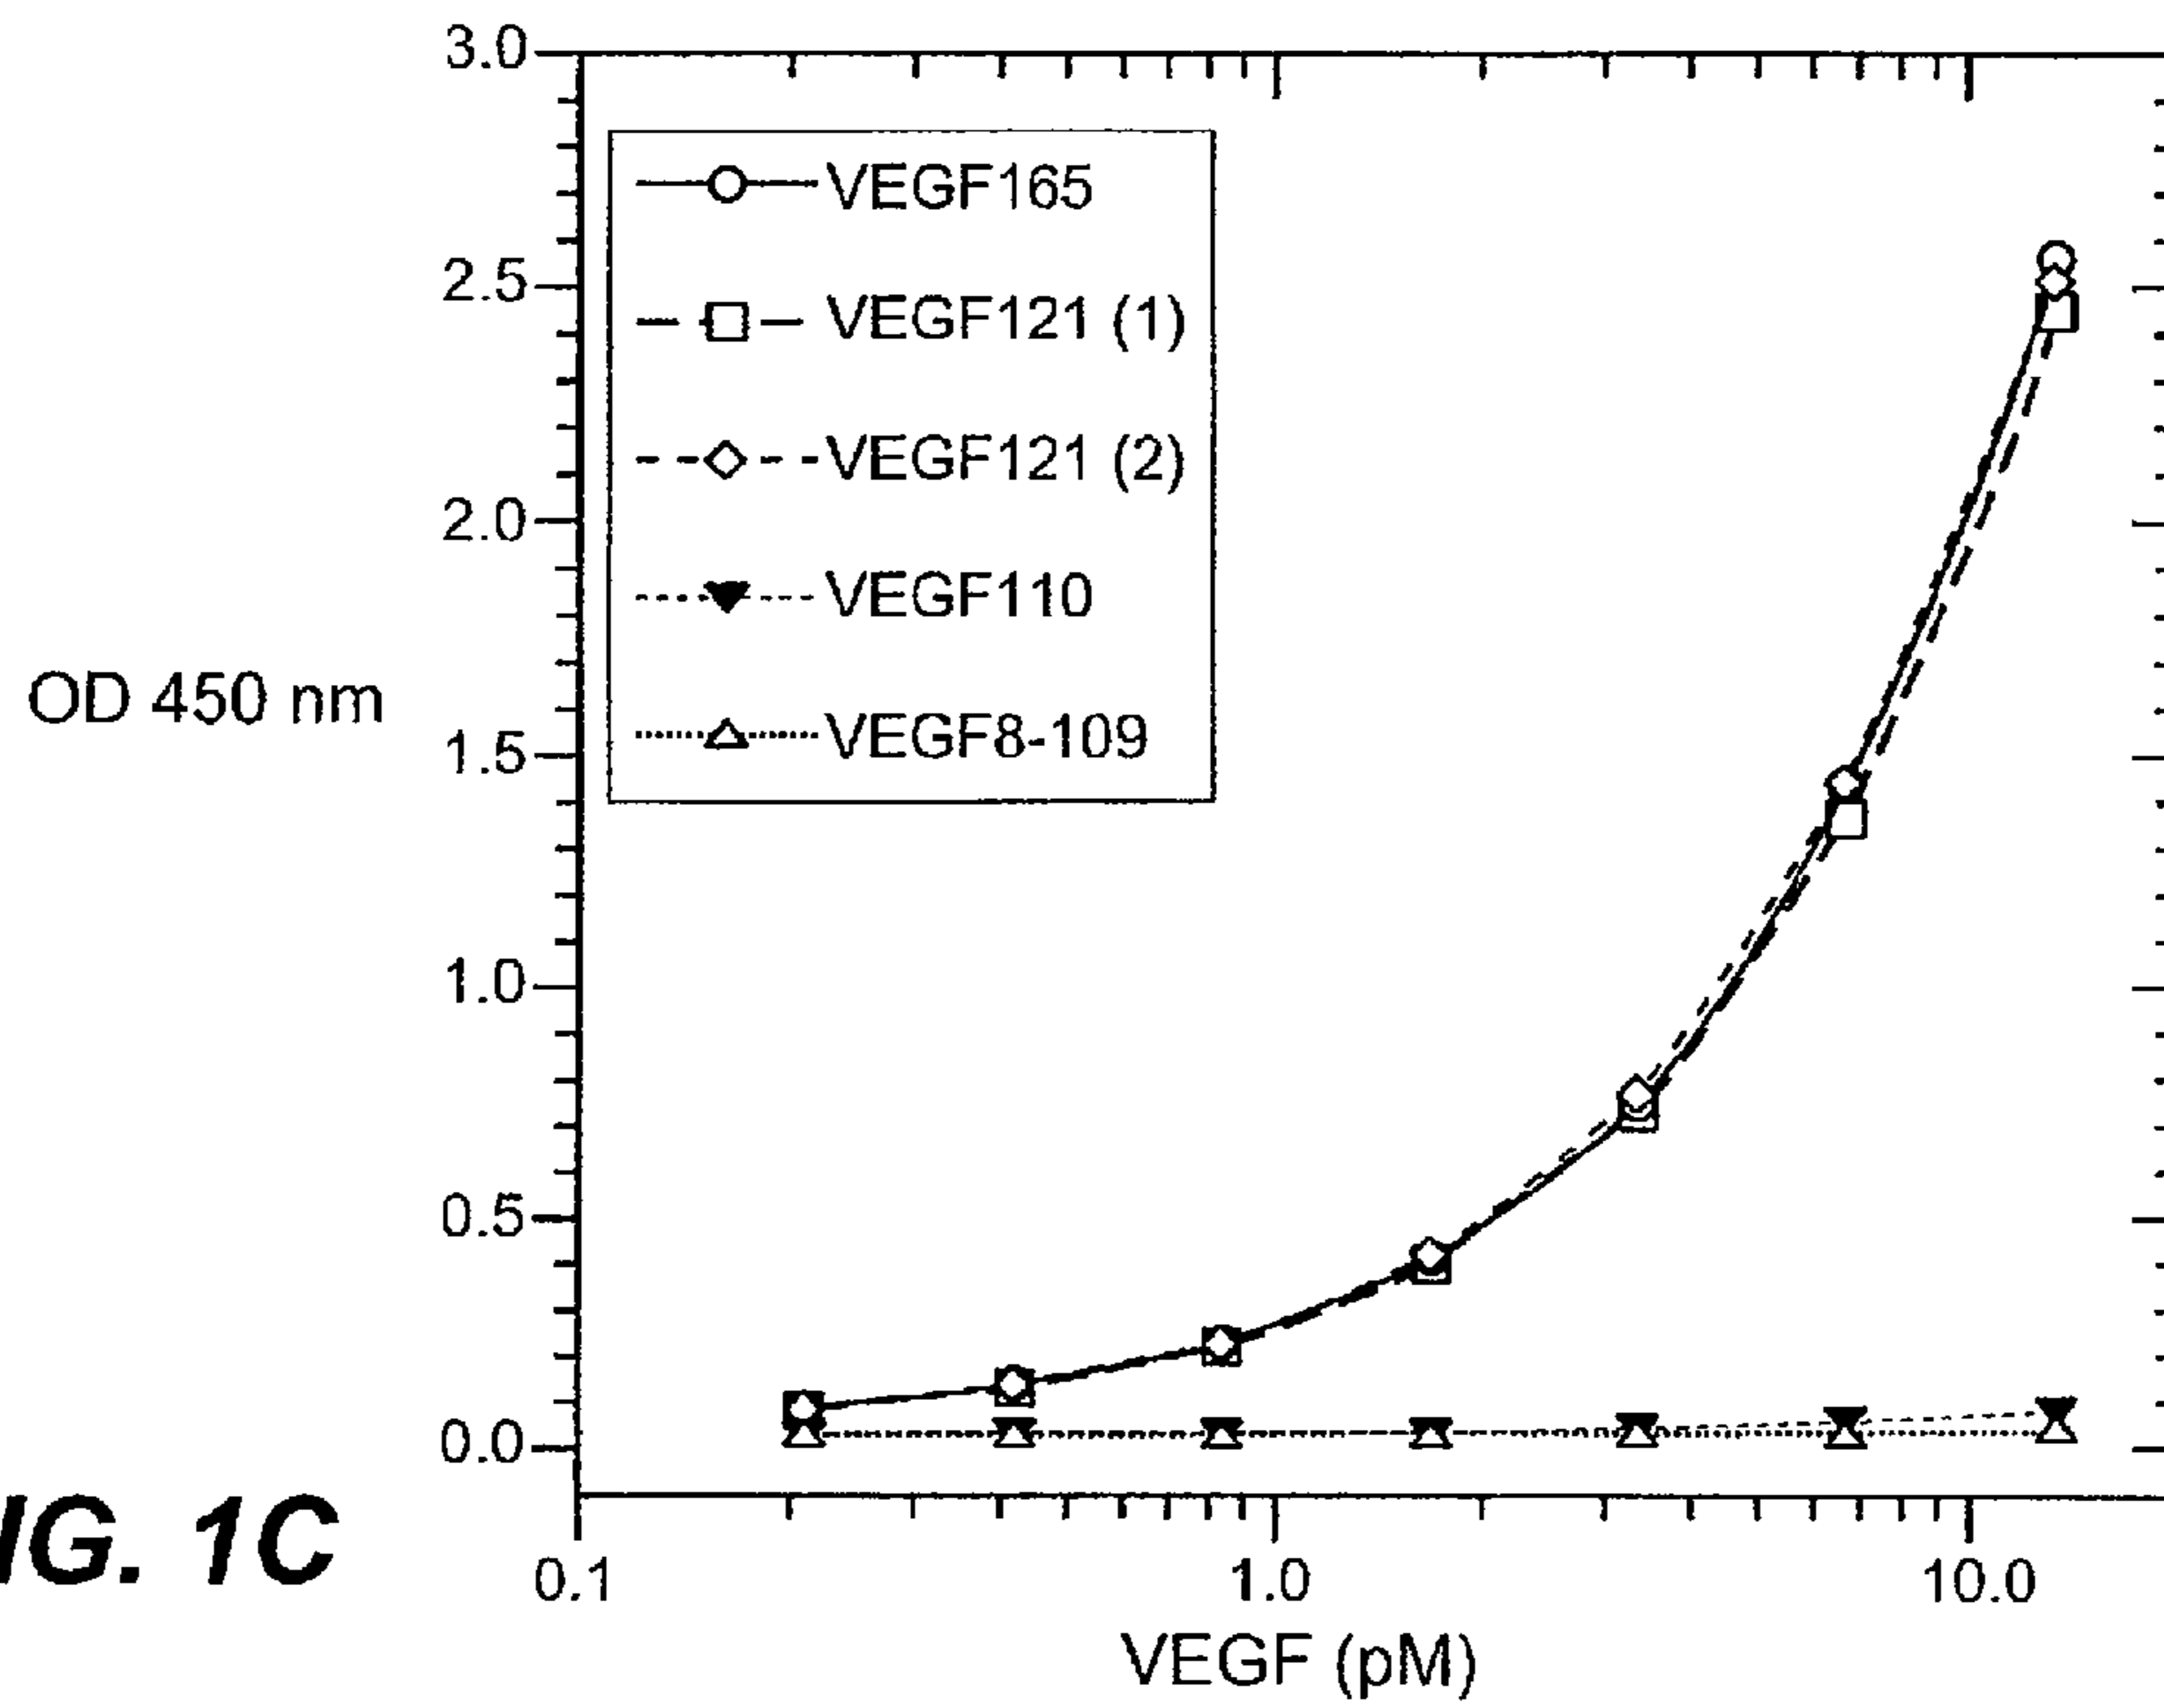 3.0
2.5
2.0
1.5
1.0
0.5
0.0
OD 450 nm
VEGF165
VEGF121 (1)
VEGF121 (2)
VEGF110
VEGF8-109
0.1
1.0
10.0
VEGF (pM)
IG. 1C